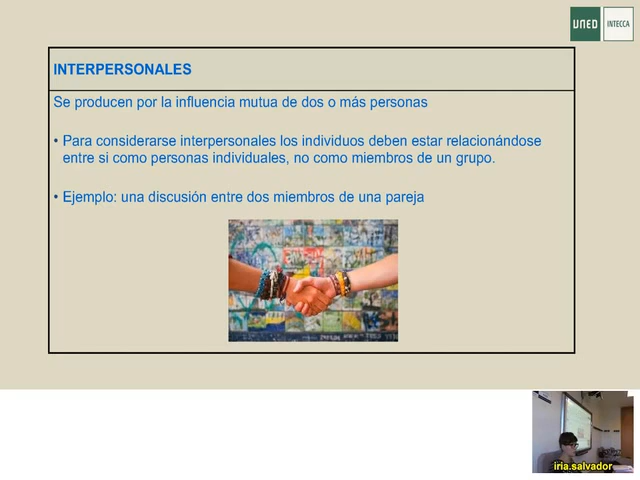 UNED
INTECCA
INTERPERSONALES
Se producen por la influencia mutua de dos o más personas
• Para considerarse interpersonales los individuos deben estar relacionándose
entre si como personas individuales, no como miembros de un grupo.
• Ejemplo: una discusión entre dos miembros de una pareja
iria.salvador